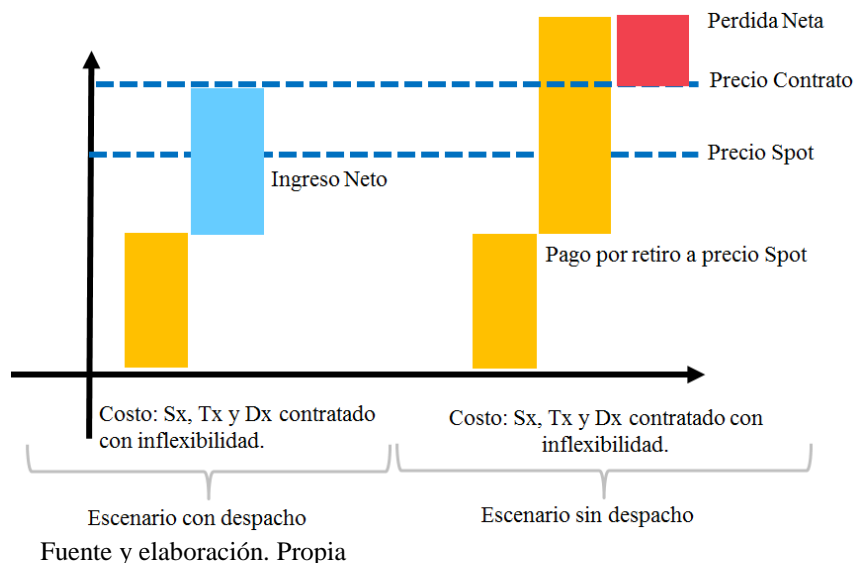 Perdida Neta
Precio Contrato
Precio Spot
Ingreso Neto
Pago por retiro a precio Spot
Costo: Sx, Tx y Dx contratado
con inflexibilidad.
Costo: Sx, Tx y Dx contratado con
inflexibilidad.
Escenario con despacho
Escenario sin despacho
Fuente y elaboración. Propia